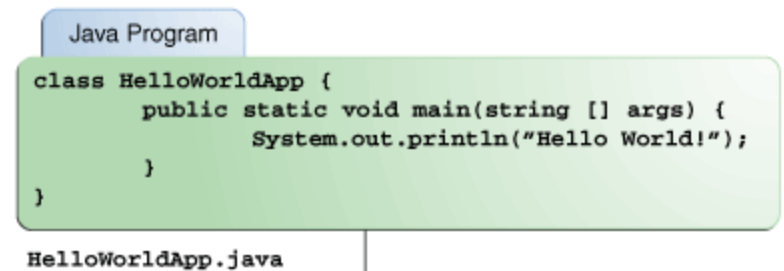 Java Program
class HelloWorldApp {
public static void main(string [] args) {
System.out.println(”Hello World!”);
}
}
HelloWorldApp.java